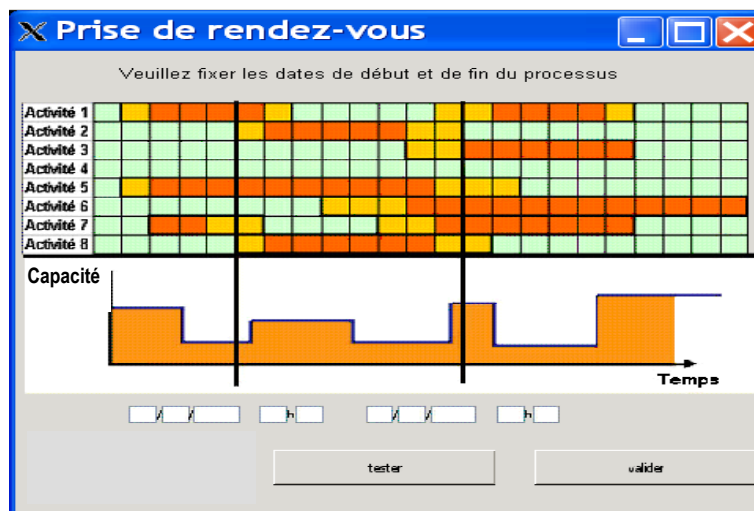 X Prise de rendez-vous
Veuillez fixer les dates de début et de fin du processus
Activité 1
Activité 2
Activité 3
Activité 4
Activité 5
Activité 6
Activité 7
Activité 8
Capacité
Temps
/ / h / / h
tester valider